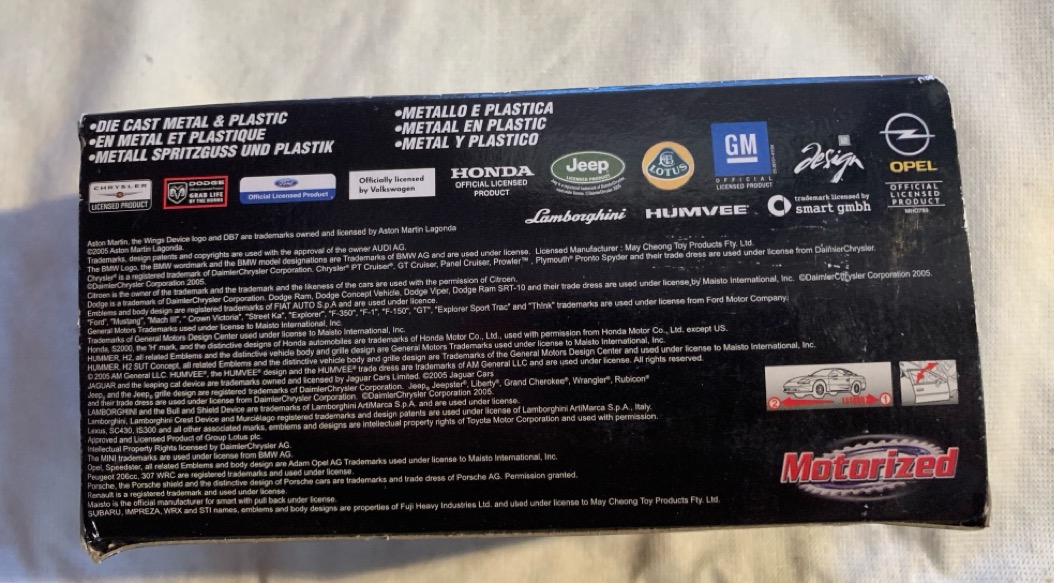 •DIE CAST METAL & PLASTIC
•EN METAL ET PLASTIQUE
•METALL SPRITZGUSS UND PLASTIK
•METALLO E PLASTICA
•METAAL EN PLASTIC
•METAL Y PLASTICO
CHRYSLER
LICENSED PRODUCT
DODGE
GRAB LIFE
BY THE HORNS
Ford
Official Licensed Product
Officially licensed
by Volkswagen
HONDA
OFFICIAL LICENSED
PRODUCT
Jeep
LICENSED PRODUCT
LOTUS
GM
OFFICIAL
LICENSED PRODUCT
design
OPEL
OFFICIAL
LICENSED
PRODUCT
Lamborghini
HUMVEE
trademark licensed by
smart gmbh
Aston Martin, the Wings Device logo and DB7 are trademarks owned and licensed by Aston Martin Lagonda
©2005 Aston Martin Lagonda.
Trademarks, design patents and copyrights are used with the approval of the owner AUDI AG.
The BMW Logo, the BMW wordmark and the BMW model designations are Trademarks of BMW AG and are used under license. Licensed Manufacturer : May Cheong Toy Products Fty. Ltd.
Chrysler® is a registered trademark of DaimlerChrysler Corporation. Chrysler® PT Cruiser®, GT Cruiser, Panel Cruiser, Prowler™, Plymouth® Pronto Spyder and their trade dress are used under license from DaimlerChrysler.
©DaimlerChrysler Corporation 2005.
Citroen is the owner of the trademark and the likeness of the cars are used with the permission of Citroen.
Dodge is a trademark of DaimlerChrysler Corporation. Dodge Ram, Dodge Concept Vehicle, Dodge Viper, Dodge Ram SRT-10 and their trade dress are used under license,by Maisto International, Inc. ©DaimlerChrysler Corporation 2005.
Emblems and body design are registered trademarks of FIAT AUTO S.p.A and are used under licence.
"Ford", "Mustang", "Mach III", " Crown Victoria", "Street Ka", "Explorer", "F-350", "F-1", "F-150", "GT", "Explorer Sport Trac" and "Th!nk" trademarks are used under license from Ford Motor Company.
General Motors Trademarks used under license to Maisto International, Inc.
Trademarks of General Motors Design Center used under license to Maisto International, Inc.
Honda, S2000, the 'H' mark, and the distinctive designs of Honda automobiles are trademarks of Honda Motor Co., Ltd., used with permission from Honda Motor Co., Ltd. except US.
HUMMER, H2, all related Emblems and the distinctive vehicle body and grille design are General Motors Trademarks used under license to Maisto International, Inc.
HUMMER, H2 SUT Concept, all related Emblems and the distinctive vehicle body and grille design are Trademarks of the General Motors Design Center and used under license to Maisto International, Inc.
© 2005 AM General LLC. HUMVEE®, the HUMVEE® design and the HUMVEE® trade dress are trademarks of AM General LLC and are used under license. All rights reserved.
JAGUAR and the leaping cat device are trademarks owned and licensed by Jaguar Cars Limited. ©2005 Jaguar Cars
Jeep® and the Jeep® grille design are registered trademarks of DaimlerChrysler Corporation. Jeep®, Jeepster®, Liberty®, Grand Cherokee®, Wrangler®, Rubicon®
and their trade dress are used under license from DaimlerChrysler Corporation. ©DaimlerChrysler Corporation 2005.
LAMBORGHINI and the Bull and Shield Device are trademarks of Lamborghini ArtiMarca S.p.A. and are used under license.
Lamborghini, Lamborghini Crest Device and Murciélago registered trademarks and design patents are used under license of Lamborghini ArtiMarca S.p.A., Italy.
Lexus, SC430, IS300 and all other associated marks, emblems and designs are intellectual property rights of Toyota Motor Corporation and used with permission.
Approved and Licensed Product of Group Lotus plc.
Intellectual Property Rights licensed by DaimlerChrysler AG.
The MINI trademarks are used under license from BMW AG.
Opel, Speedster, all related Emblems and body design are Adam Opel AG Trademarks used under license to Maisto International, Inc.
Peugeot 206cc, 307 WRC are registered trademarks and used under license.
Porsche, the Porsche shield and the distinctive design of Porsche cars are trademarks and trade dress of Porsche AG. Permission granted.
Renault is a registered trademark and used under license.
Maisto is the official manufacturer for smart with pull back under license.
SUBARU, IMPREZA, WRX and STI names, emblems and body designs are properties of Fuji Heavy Industries Ltd. and used under license to May Cheong Toy Products Fty. Ltd.
2
1
Motorized